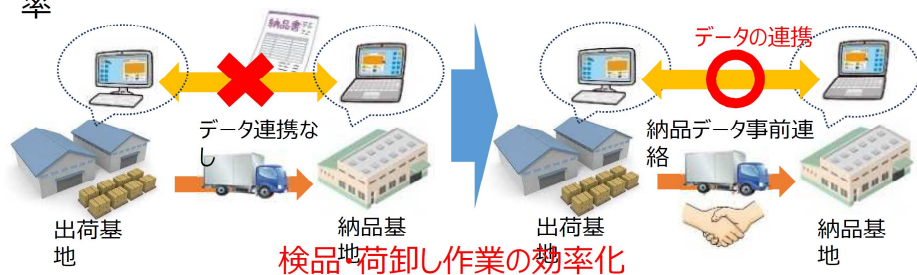 率
納品書
データの連携
データ連携な
し
納品データ事前連
絡
出荷基
地
納品基
地
出荷基
地
納品基
地
検品・荷卸し作業の効率化